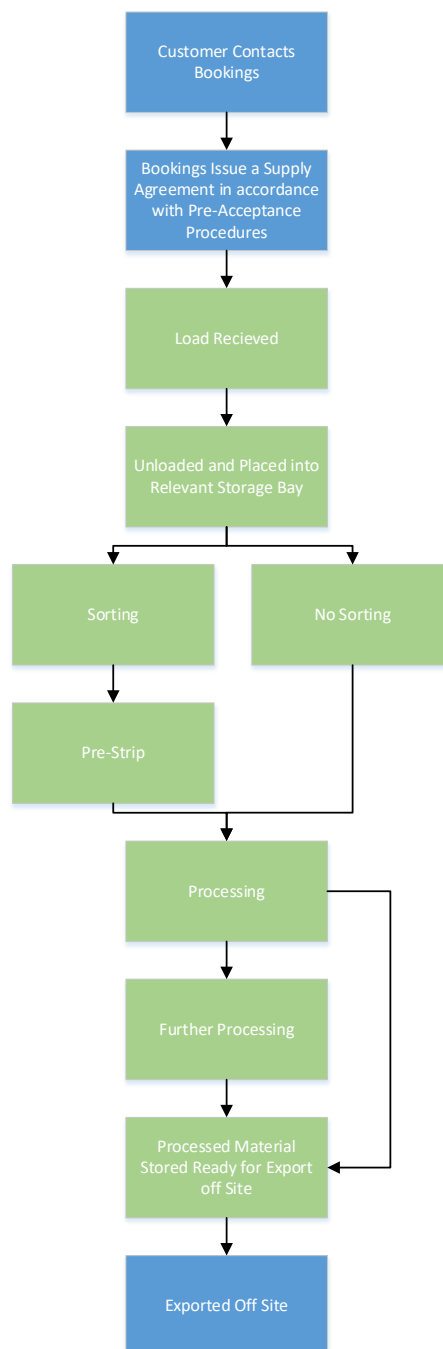 Customer Contacts
Bookings
Bookings Issue a Supply
Agreement in accordance
with Pre-Acceptance
Procedures
Load Recieved
Unloaded and Placed into
Relevant Storage Bay
Sorting
No Sorting
Pre-Strip
Processing
Further Processing
Processed Material
Stored Ready for Export
off Site
Exported Off Site